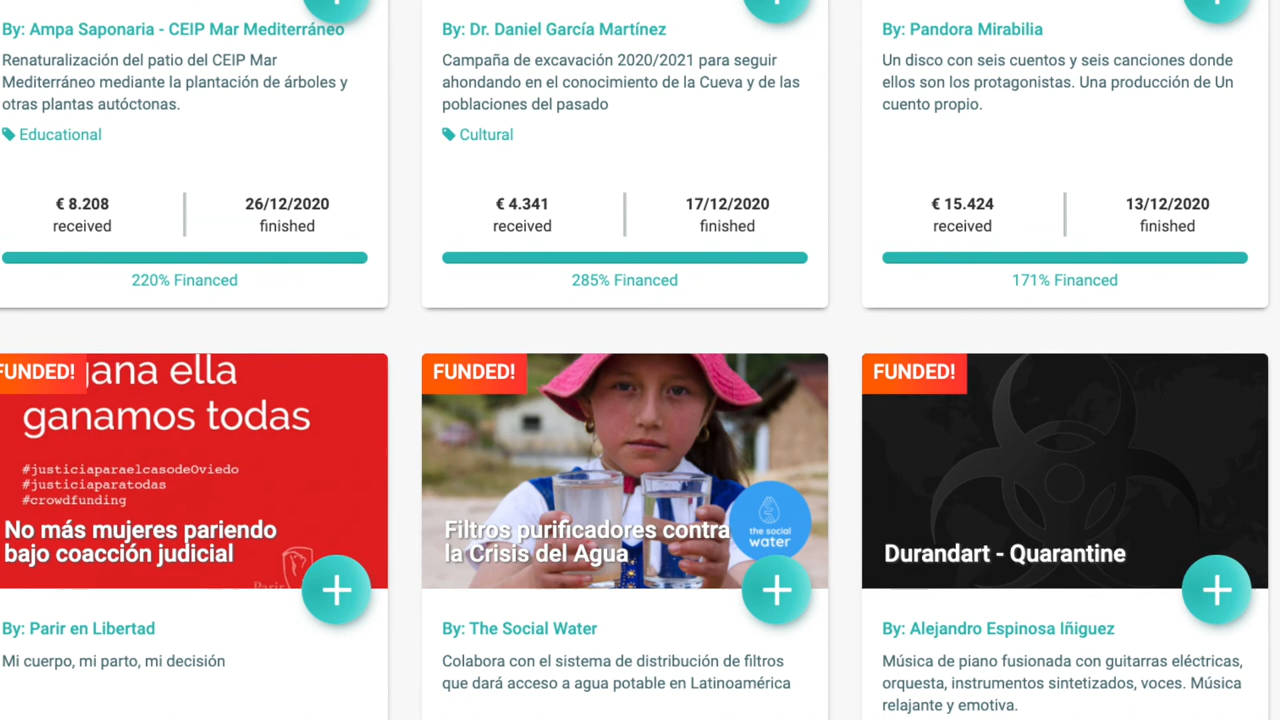 By: Ampa Saponaria - CEIP Mar Mediterráneo
Renaturalización del patio del CEIP Mar
Mediterráneo mediante la plantación de árboles y
otras plantas autóctonas.
Educational
€ 8.208
received
26/12/2020
finished
220% Financed
By: Dr. Daniel García Martínez
Campaña de excavación 2020/2021 para seguir
ahondando en el conocimiento de la Cueva y de las
poblaciones del pasado
Cultural
€ 4.341
received
17/12/2020
finished
285% Financed
By: Pandora Mirabilia
Un disco con seis cuentos y seis canciones donde
ellos son los protagonistas. Una producción de Un
cuento propio.
€ 15.424
received
13/12/2020
finished
171% Financed
FUNDED!
gana ella
ganamos todas
#justiciaparaelcasodeOviedo
#justiciaparatodas
#crowdfunding
No más mujeres pariendo
bajo coacción judicial
Parir
By: Parir en Libertad
Mi cuerpo, mi parto, mi decisión
FUNDED!
Filtros purificadores contra
la Crisis del Agua
the social
water
By: The Social Water
Colabora con el sistema de distribución de filtros
que dará acceso a agua potable en Latinoamérica
FUNDED!
Durandart - Quarantine
By: Alejandro Espinosa Iñiguez
Música de piano fusionada con guitarras eléctricas,
orquesta, instrumentos sintetizados, voces. Música
relajante y emotiva.